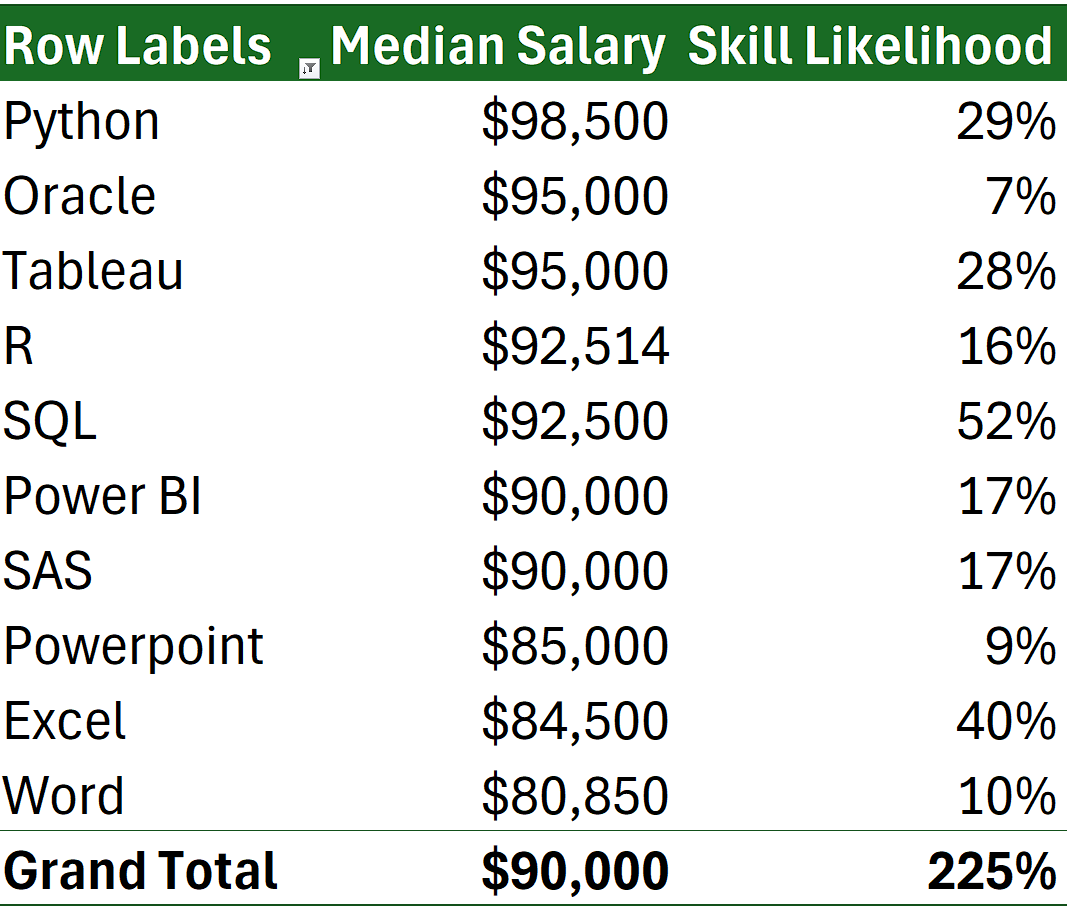 Row Labels Median Salary Skill Likelihood
Python $98,500 29%
Oracle $95,000 7%
Tableau $95,000 28%
R $92,514 16%
SQL $92,500 52%
Power BI $90,000 17%
SAS $90,000 17%
Powerpoint $85,000 9%
Excel $84,500 40%
Word $80,850 10%
Grand Total $90,000 225%